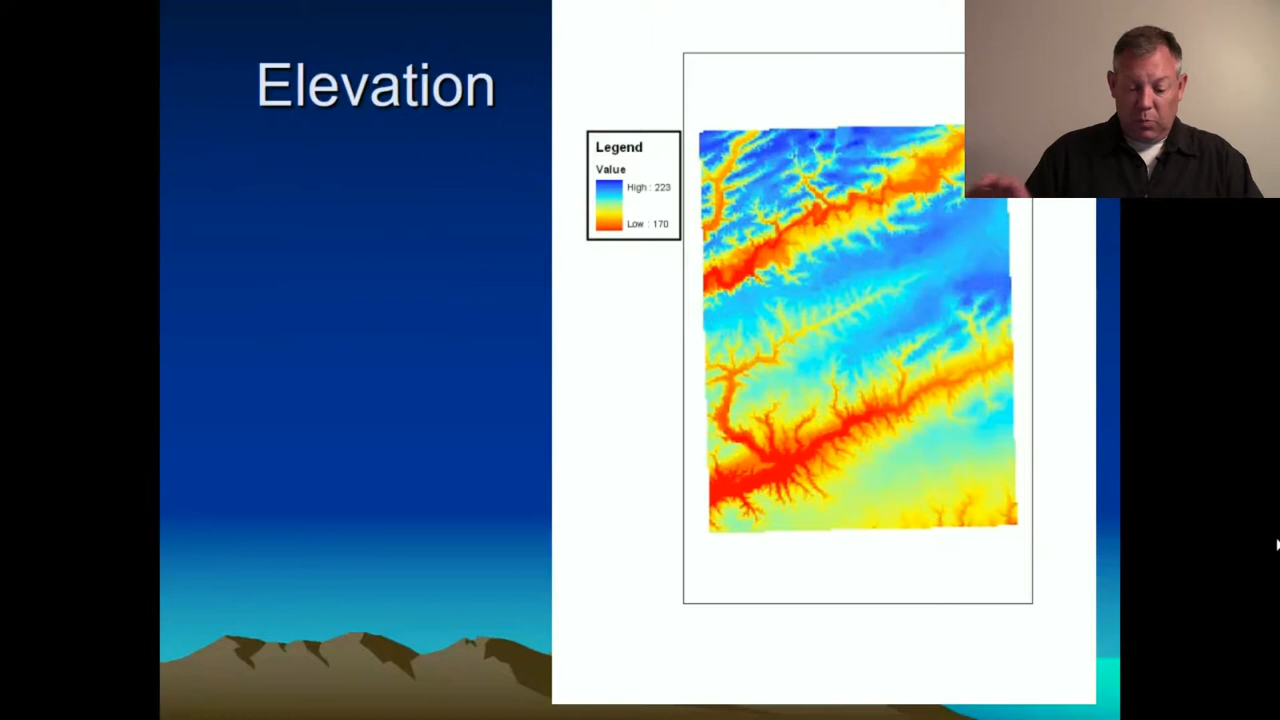 Elevation
Legend
Value
High : 223
Low : 170